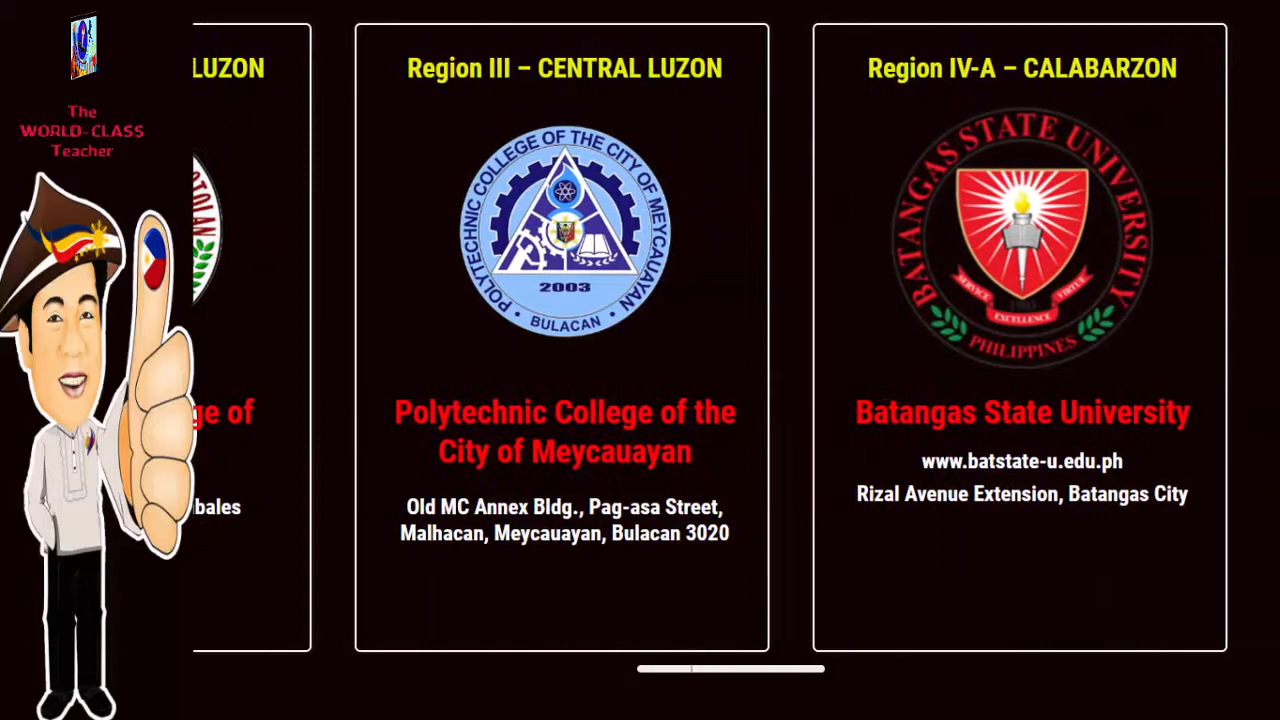 The
WORLD-CLASS
Teacher
LUZON
TOLAN
ge of
bales
Region III – CENTRAL LUZON
POLYTECHNIC COLLEGE OF THE CITY OF MEYCAUAYAN
2003
• BULACAN •
Polytechnic College of the
City of Meycauayan
Old MC Annex Bldg., Pag-asa Street,
Malhacan, Meycauayan, Bulacan 3020
Region IV-A – CALABARZON
BATANGAS STATE UNIVERSITY
SERVICE
EXCELLENCE
VIRTUE
PHILIPPINES
Batangas State University
www.batstate-u.edu.ph
Rizal Avenue Extension, Batangas City